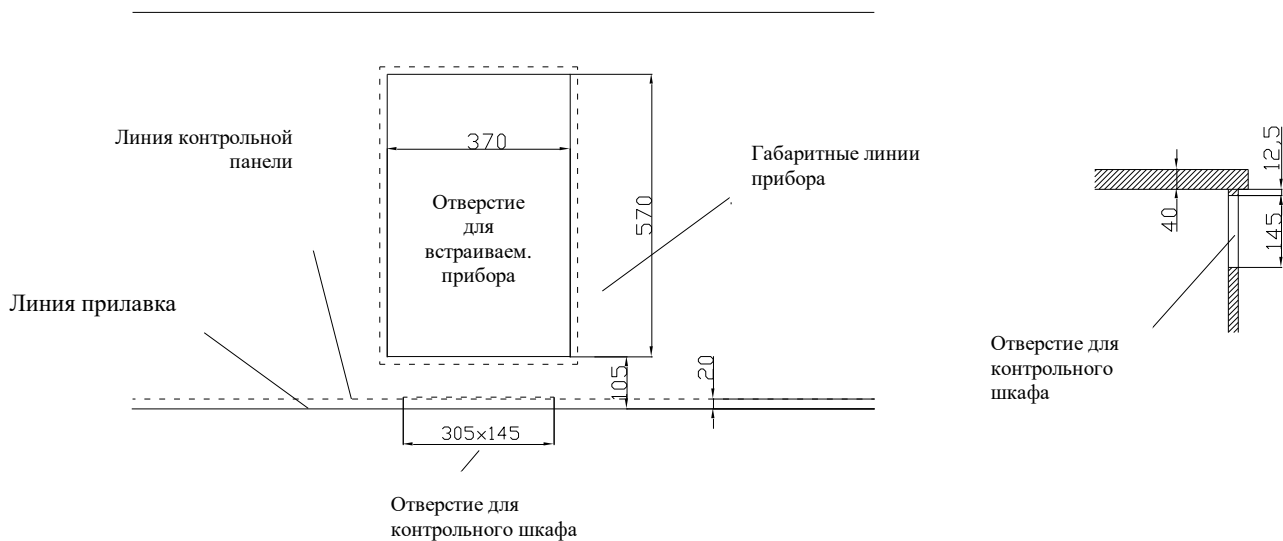 Линия контрольной
панели
370
Отверстие
для
встраиваем.
прибора
570
Габаритные линии
прибора
Линия прилавка
105
20
305x145
Отверстие для
контрольного шкафа
12,5
40
145
Отверстие для
контрольного
шкафа